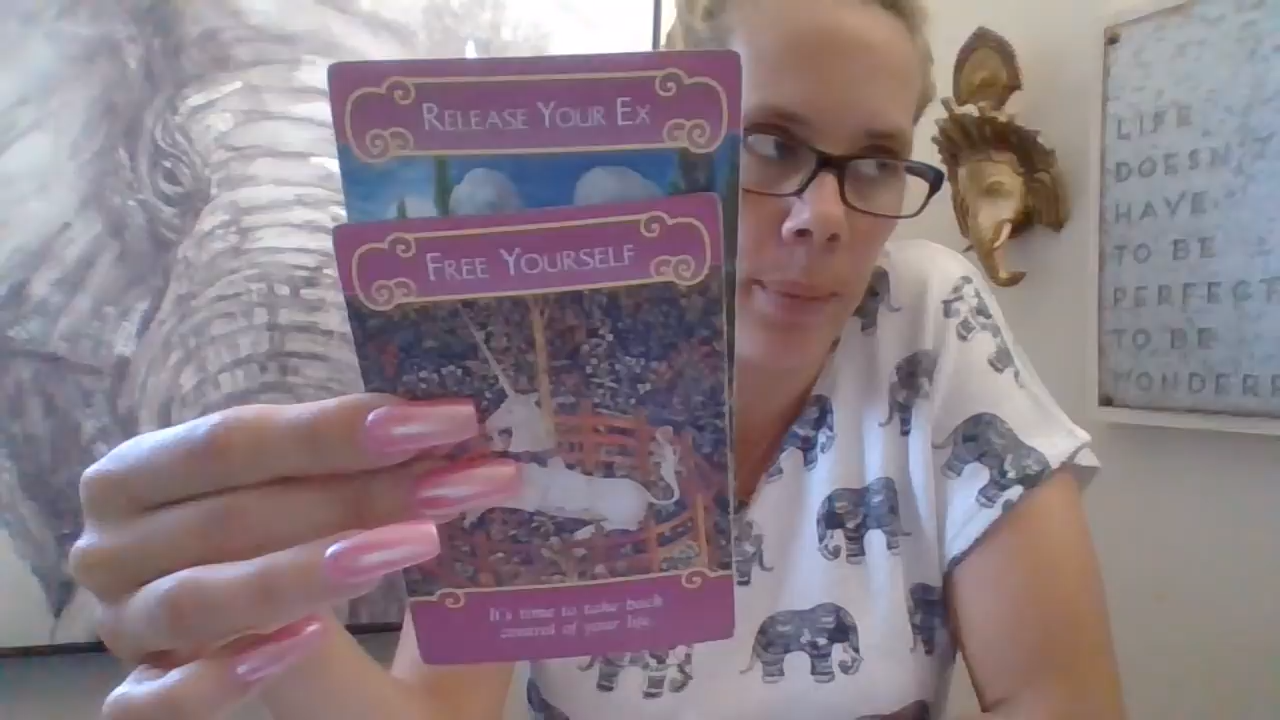 RELEASE YOUR EX
FREE YOURSELF
It's time to take back
control of your life
LIFE
DOESN'T
HAVE
TO BE
PERFECT
TO BE
WONDERF